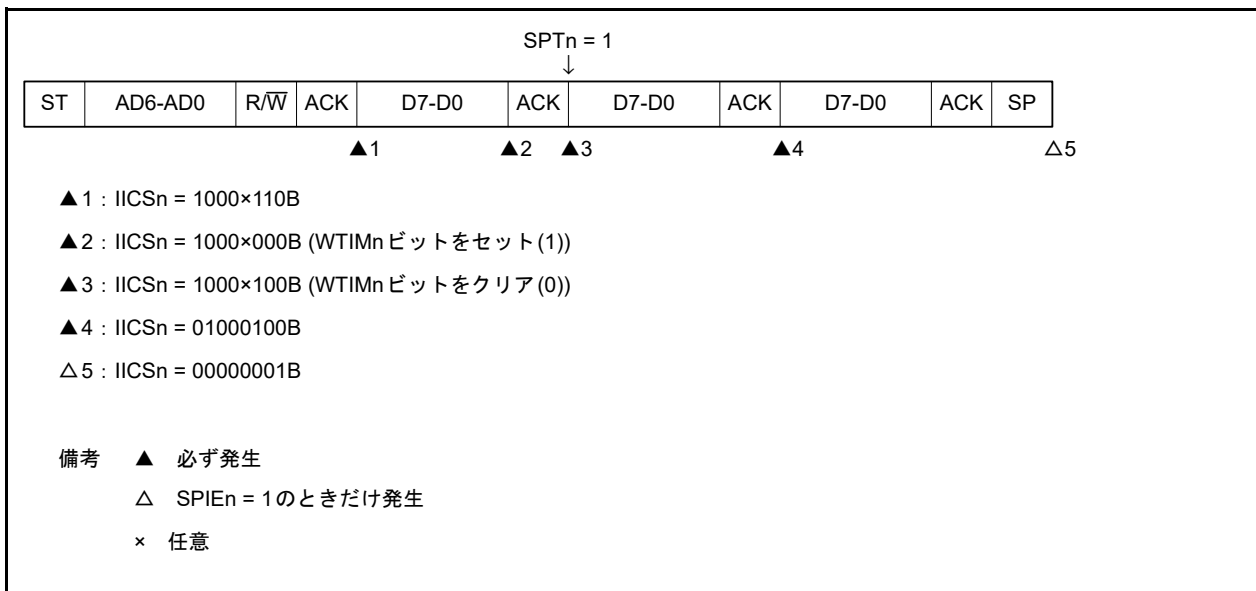 SPTn = 1
↓
ST AD6-AD0 R/W̅ ACK D7-D0 ACK D7-D0 ACK D7-D0 ACK SP
▲1 ▲2 ▲3 ▲4 △5
▲1：IICSn = 1000×110B
▲2：IICSn = 1000×000B (WTIMnビットをセット(1))
▲3：IICSn = 1000×100B (WTIMnビットをクリア(0))
▲4：IICSn = 01000100B
△5：IICSn = 00000001B
備考 ▲ 必ず発生
△ SPIEn = 1のときだけ発生
× 任意